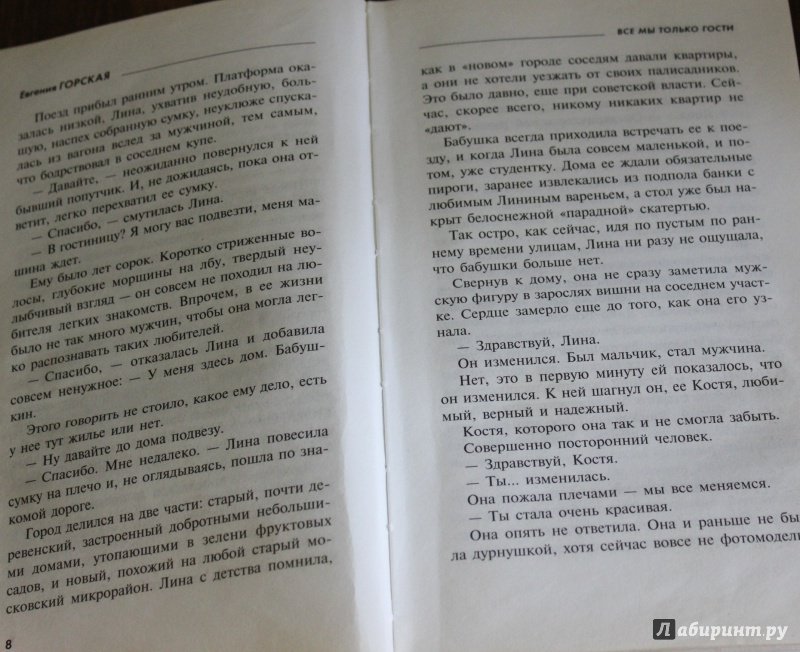 Евгения ГОРСКАЯ
Поезд прибыл ранним утром. Платформа ока-
залась низкой. Лина, ухватив неудобную, боль-
шую, наспех собранную сумку, неуклюже спуска-
лась из вагона вслед за мужчиной, тем самым,
что бодрствовал в соседнем купе.
— Давайте, — неожиданно повернулся к ней
бывший попутчик. И, не дожидаясь, пока она от-
ветит, легко перехватил ее сумку.
— Спасибо, — смутилась Лина.
— В гостиницу? Я могу вас подвезти, меня ма-
шина ждет.
Ему было лет сорок. Коротко стриженные во-
лосы, глубокие морщины на лбу, твердый неу-
лыбчивый взгляд — он совсем не походил на лю-
бителя легких знакомств. Впрочем, в ее жизни
было не так много мужчин, чтобы она могла лег-
ко распознавать таких любителей.
— Спасибо, — отказалась Лина и добавила
совсем ненужное: — У меня здесь дом. Бабуш-
кин.
Этого говорить не стоило, какое ему дело, есть
у нее тут жилье или нет.
— Ну давайте до дома подвезу.
— Спасибо. Мне недалеко. — Лина повесила
сумку на плечо и, не оглядываясь, пошла по зна-
комой дороге.
Город делился на две части: старый, почти де-
ревенский, застроенный добротными небольши-
ми домами, утопающими в зелени фруктовых
садов, и новый, похожий на любой старый мо-
сковский микрорайон. Лина с детства помнила,
8
ВСЕ МЫ ТОЛЬКО ГОСТИ
как в «новом» городе соседям давали квартиры,
а они не хотели уезжать от своих палисадников.
Это было давно, еще при советской власти. Сей-
час, скорее всего, никому никаких квартир не
«дают».
Бабушка всегда приходила встречать ее к по-
езду, и когда Лина была совсем маленькой, и по-
том, уже студентку. Дома ее ждали обязательные
пироги, заранее извлекались из подпола банки с
любимым Лининым вареньем, а стол уже был на-
крыт белоснежной «парадной» скатертью.
Так остро, как сейчас, идя по пустым по ран-
нему времени улицам, Лина ни разу не ощущала,
что бабушки больше нет.
Свернув к дому, она не сразу заметила муж-
скую фигуру в зарослях вишни на соседнем участ-
ке. Сердце замерло еще до того, как она его уз-
нала.
— Здравствуй, Лина.
Он изменился. Был мальчик, стал мужчина.
Нет, это в первую минуту ей показалось, что
он изменился. К ней шагнул он, ее Костя, люби-
мый, верный и надежный.
Костя, которого она так и не смогла забыть.
Совершенно посторонний человек.
— Здравствуй, Костя.
— Ты... изменилась.
Она пожала плечами — мы все меняемся.
— Ты стала очень красивая.
Она опять не ответила. Она и раньше не бы-
ла дурнушкой, хотя сейчас вовсе не фотомодель
Лабиринт.ру